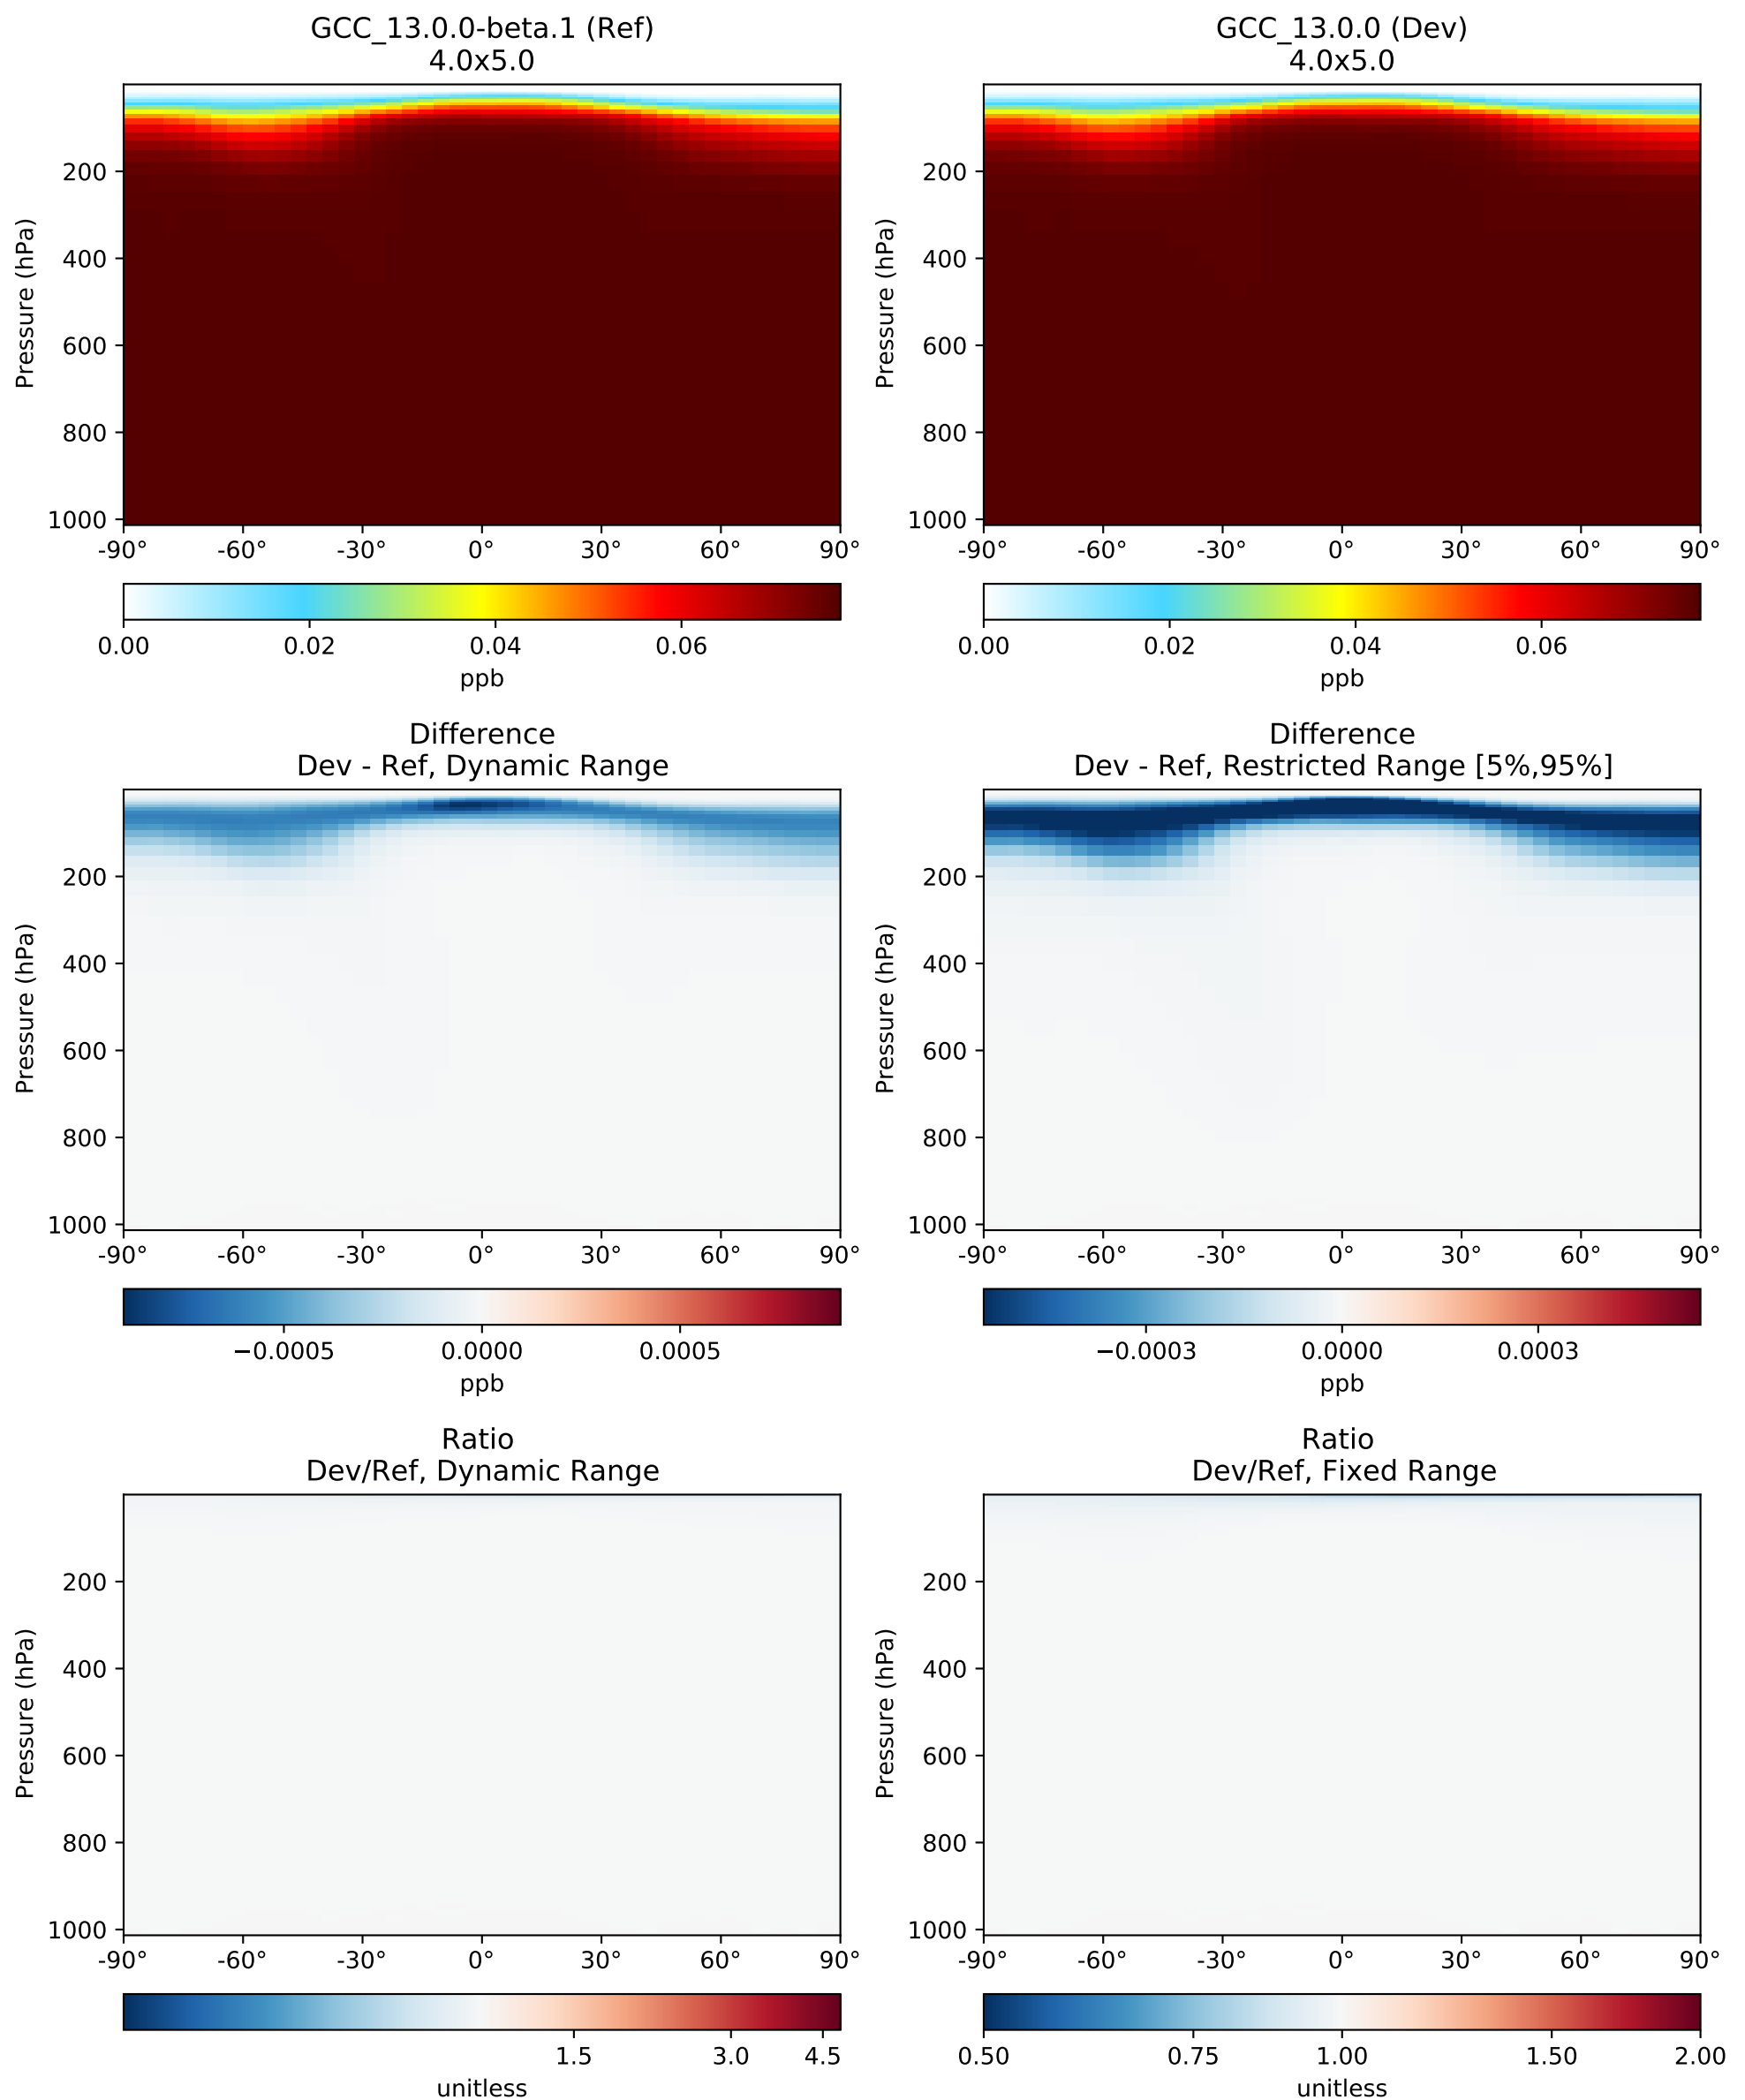 GCC_13.0.0-beta.1 (Ref)
4.0x5.0
Pressure (hPa)
200
400
600
800
1000
-90° -60° -30° 0° 30° 60° 90°
0.00 0.02 0.04 0.06
ppb
GCC_13.0.0 (Dev)
4.0x5.0
Pressure (hPa)
200
400
600
800
1000
-90° -60° -30° 0° 30° 60° 90°
0.00 0.02 0.04 0.06
ppb
Difference
Dev - Ref, Dynamic Range
Pressure (hPa)
200
400
600
800
1000
-90° -60° -30° 0° 30° 60° 90°
−0.0005 0.0000 0.0005
ppb
Difference
Dev - Ref, Restricted Range [5%,95%]
Pressure (hPa)
200
400
600
800
1000
-90° -60° -30° 0° 30° 60° 90°
−0.0003 0.0000 0.0003
ppb
Ratio
Dev/Ref, Dynamic Range
Pressure (hPa)
200
400
600
800
1000
-90° -60° -30° 0° 30° 60° 90°
1.5 3.0 4.5
unitless
Ratio
Dev/Ref, Fixed Range
Pressure (hPa)
200
400
600
800
1000
-90° -60° -30° 0° 30° 60° 90°
0.50 0.75 1.00 1.50 2.00
unitless